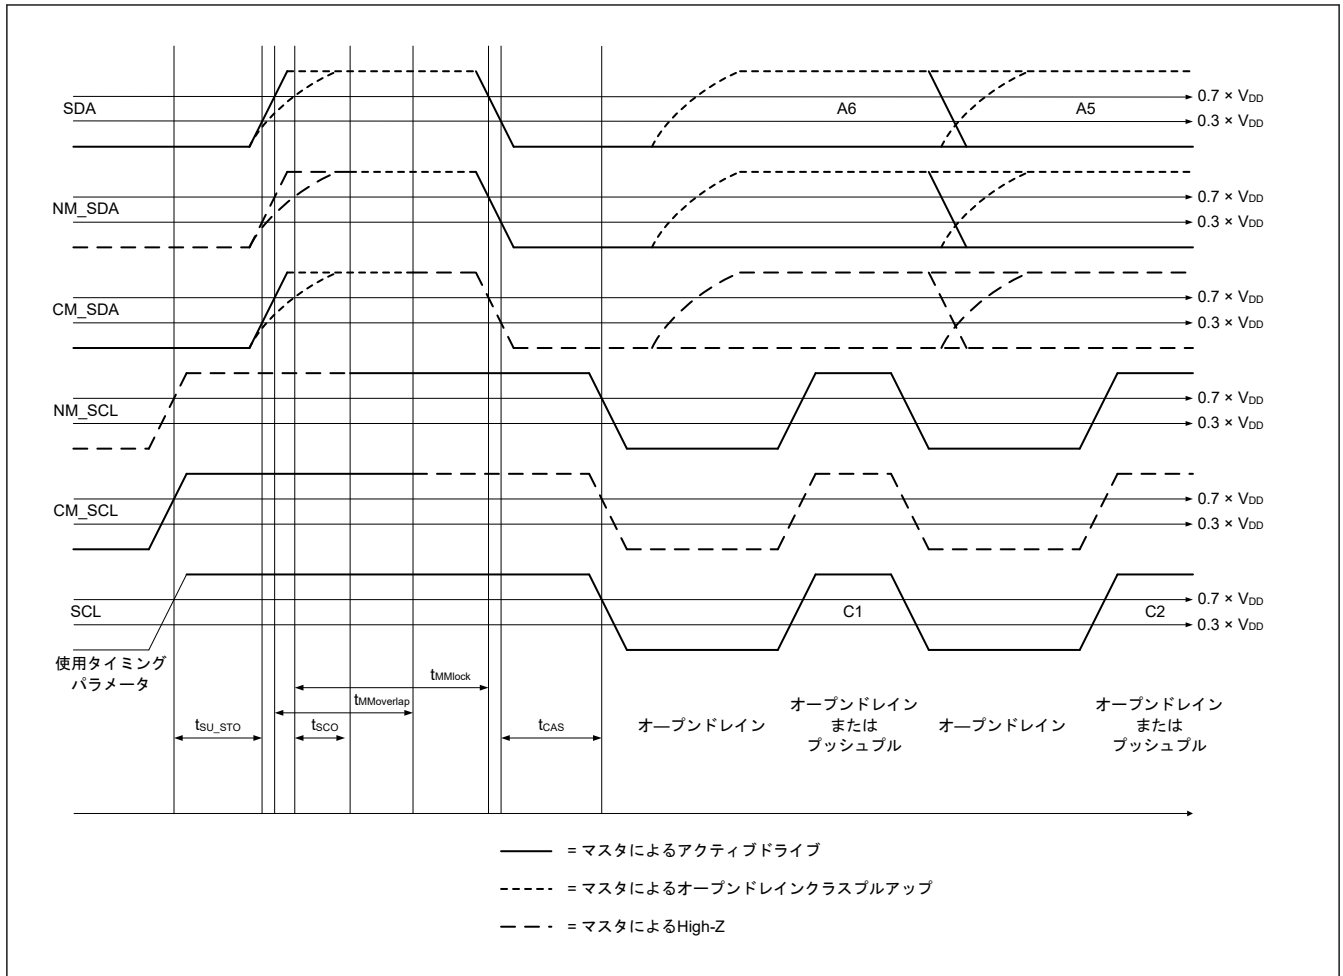 SDA
A6
A5
0.7 × VDD
0.3 × VDD
NM_SDA
0.7 × VDD
0.3 × VDD
CM_SDA
0.7 × VDD
0.3 × VDD
NM_SCL
0.7 × VDD
0.3 × VDD
CM_SCL
0.7 × VDD
0.3 × VDD
SCL
C1
C2
0.7 × VDD
0.3 × VDD
使用タイミング
パラメータ
tMMlock
tMMoverlap
tSU_STO
tSCO
tCAS
オープンドレイン
オープンドレイン
または
プッシュプル
オープンドレイン
オープンドレイン
または
プッシュプル
= マスタによるアクティブドライブ
= マスタによるオープンドレインクラスプルアップ
= マスタによるHigh-Z